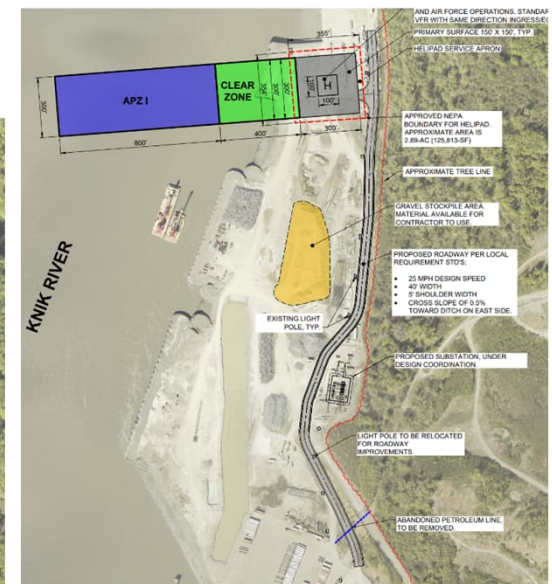 AND AIR FORCE OPERATIONS. STANDAR
VFR WITH SAME DIRECTION INGRESS/E
PRIMARY SURFACE 150' X 150', TYP.
HELIPAD SERVICE APRON.
355'
APZ I
CLEAR
ZONE
300'
300'
H
100'
100'
800'
400'
300'
APPROVED NEPA
BOUNDARY FOR HELIPAD.
APPROXIMATE AREA IS
2.89-AC (125,813-SF)
APPROXIMATE TREE LINE
GRAVEL STOCKPILE AREA.
MATERIAL AVAILABLE FOR
CONTRACTOR TO USE.
KNIK RIVER
PROPOSED ROADWAY PER LOCAL
REQUIREMENT STD'S;
• 25 MPH DESIGN SPEED
• 40' WIDTH
• 5' SHOULDER WIDTH
• CROSS SLOPE OF 0.5%
TOWARD DITCH ON EAST SIDE.
EXISTING LIGHT
POLE, TYP.
PROPOSED SUBSTATION, UNDER
DESIGN COORDINATION.
LIGHT POLE TO BE RELOCATED
FOR ROADWAY
IMPROVEMENTS.
ABANDONED PETROLEUM LINE,
TO BE REMOVED.